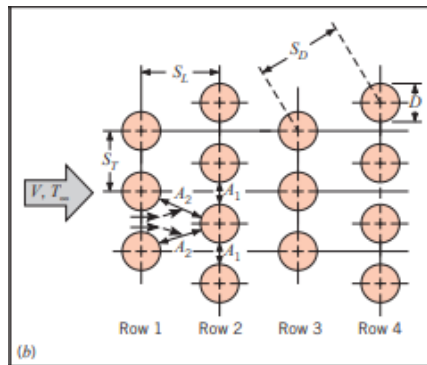 S_D
S_L
D
S_T
V, T_∞
A_2
A_1
A_2
A_1
Row 1 Row 2 Row 3 Row 4
(b)